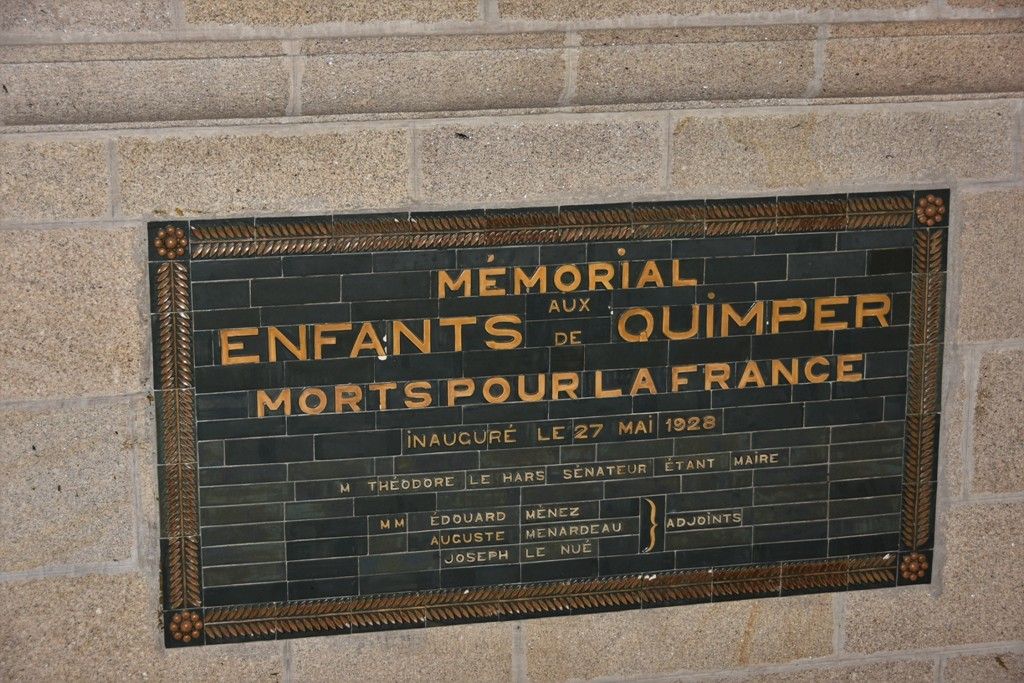 MÉMORIAL
AUX
ENFANTS DE QUIMPER
MORTS POUR LA FRANCE
INAUGURÉ LE 27 MAI 1928
M THÉODORE LE HARS SÉNATEUR ÉTANT MAIRE
MM ÉDOUARD MÉNEZ
AUGUSTE MENARDEAU } ADJOINTS
JOSEPH LE NUÉ